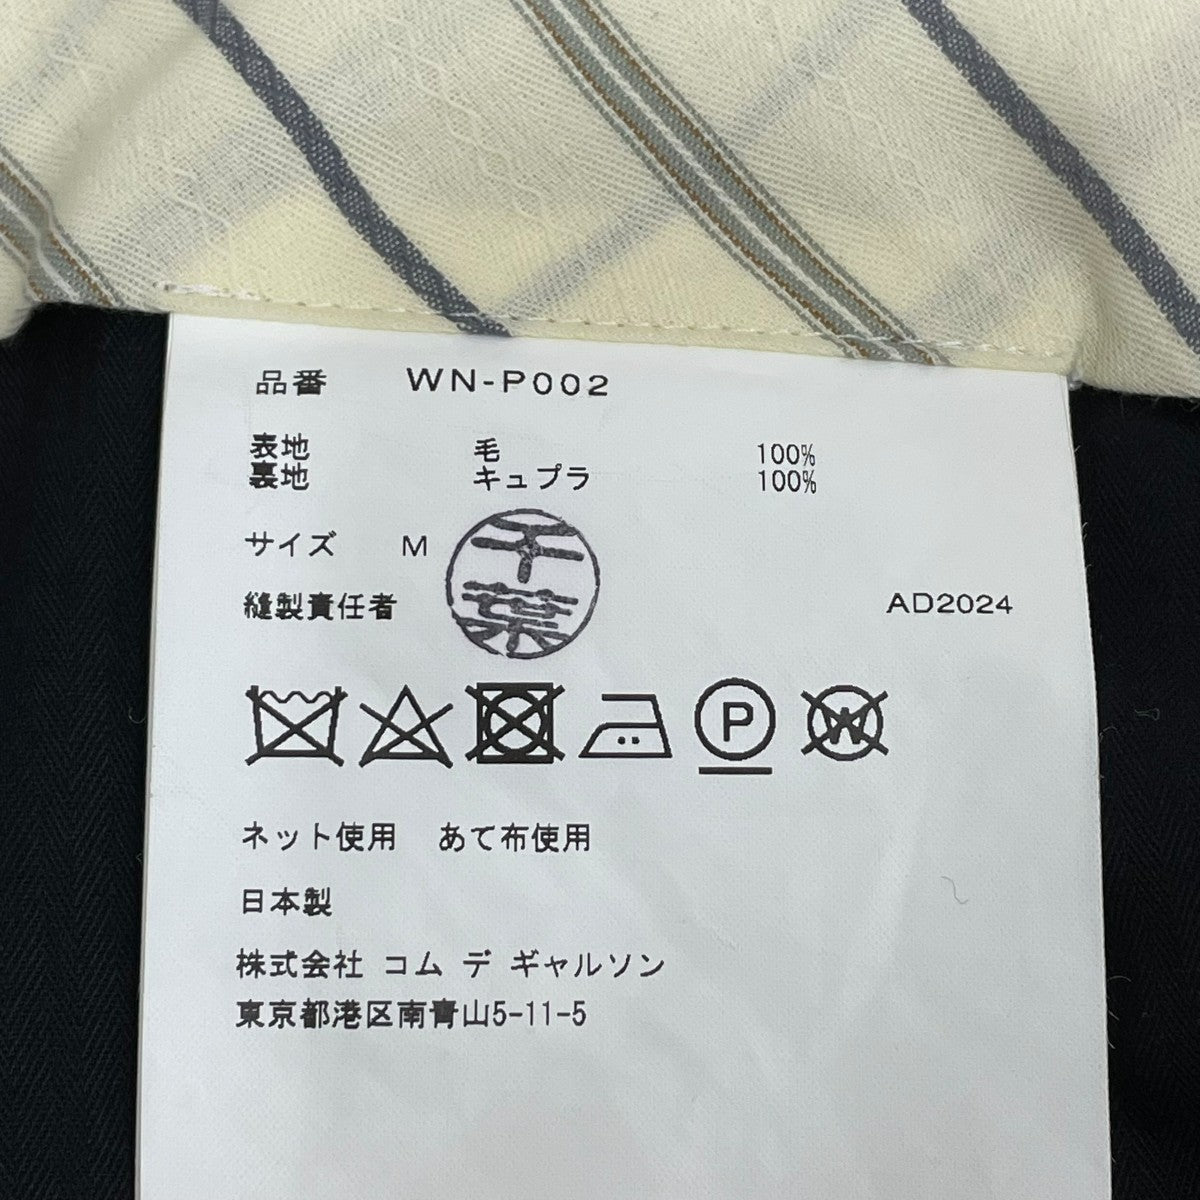 品番 WN-P002
表地 毛 100%
裏地 キュプラ 100%
サイズ M
千葉
縫製責任者 AD2024
P W
ネット使用 あて布使用
日本製
株式会社 コム デ ギャルソン
東京都港区南青山5-11-5